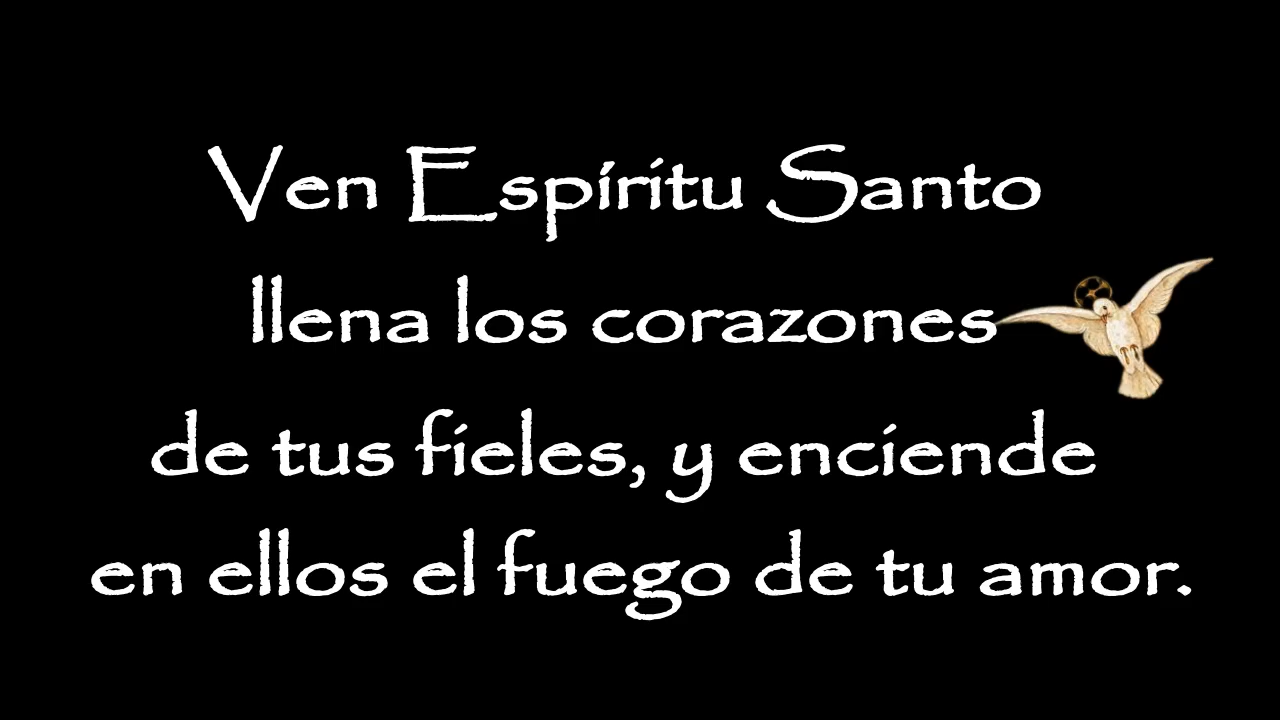 Ven Espíritu Santo
llena los corazones
de tus fieles, y enciende
en ellos el fuego de tu amor.